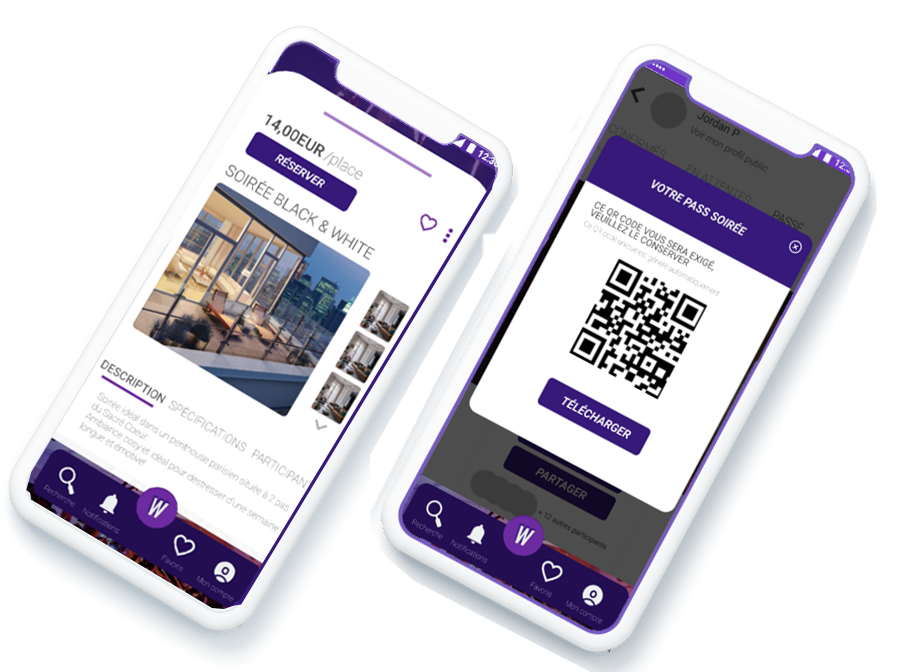 12:30
14,00EUR /place
RÉSERVER
SOIRÉE BLACK & WHITE
DESCRIPTION SPÉCIFICATIONS PARTICIPAN
Soirée Idéal dans un penthouse parisien située à 2 pas
du Sacré Coeur.
Ambiance cosy et idéal pour destresser d'une semaine
longue et émotive!
Recherche
Notifications
W
Favoris
Mon compte
12:
Jordan P
Voir mon profil public
CONFIRMÉS EN ATTENTES PASSÉ
VOTRE PASS SOIRÉE
CE QR CODE VOUS SERA EXIGÉ,
VEUILLEZ LE CONSERVER
Ce QR code unique est généré automatiquement
TÉLÉCHARGER
PARTAGER
+ 12 autres participants
Recherche
Notifications
W
Favoris
Mon compte